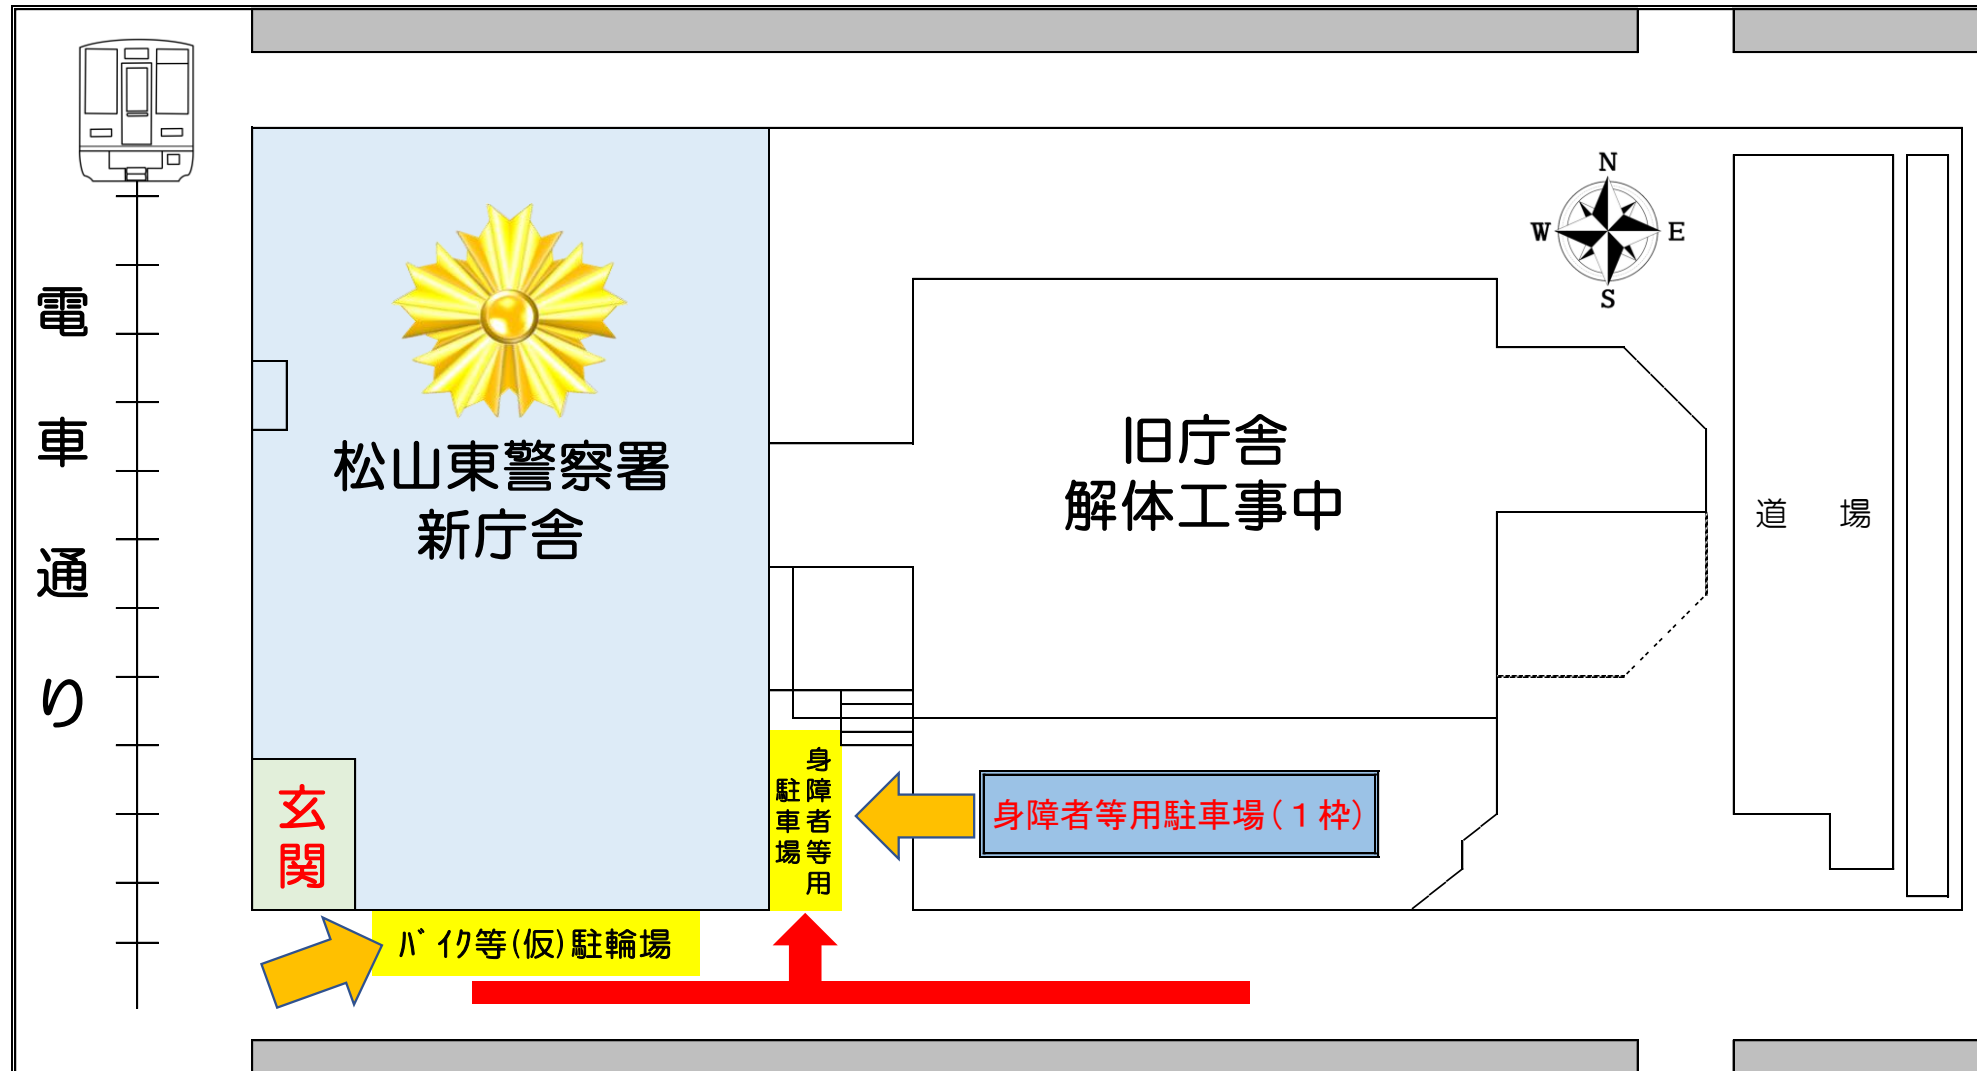 電車通り
松山東警察署
新庁舎
玄関
バイク等(仮)駐輪場
身障者等用
駐車場
身障者等用駐車場(1枠)
旧庁舎
解体工事中
N
W
E
S
道 場